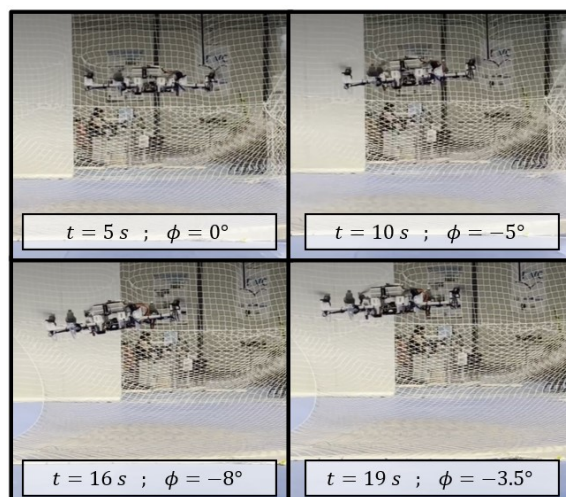 t = 5 s ; ϕ = 0°
t = 10 s ; ϕ = −5°
t = 16 s ; ϕ = −8°
t = 19 s ; ϕ = −3.5°